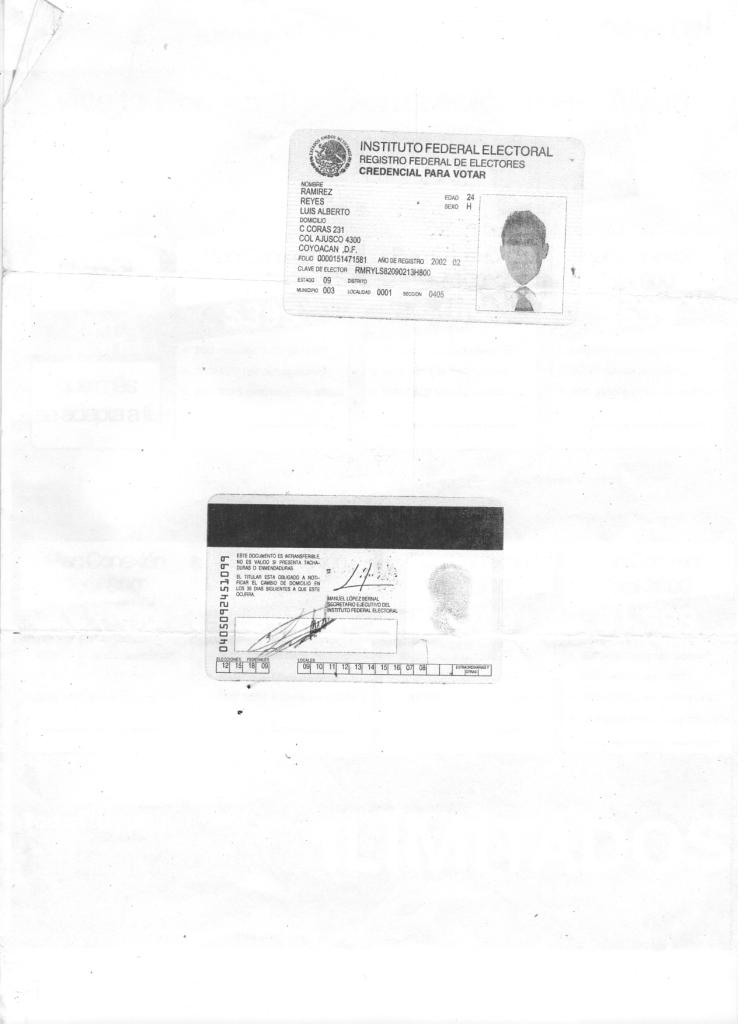 INSTITUTO FEDERAL ELECTORAL
REGISTRO FEDERAL DE ELECTORES
CREDENCIAL PARA VOTAR
NOMBRE
RAMIREZ
REYES
LUIS ALBERTO
EDAD 24
SEXO H
DOMICILIO
C CORAS 231
COL AJUSCO 4300
COYOACAN ,D.F.
FOLIO 0000151471581 AÑO DE REGISTRO 2002 02
CLAVE DE ELECTOR RMRYLS82090213H800
ESTADO 09 DISTRITO
MUNICIPIO 003 LOCALIDAD 0001 SECCION 0405
ESTE DOCUMENTO ES INTRANSFERIBLE,
NO ES VALIDO SI PRESENTA TACHA-
DURAS O ENMENDADURAS.
EL TITULAR ESTA OBLIGADO A NOTI-
FICAR EL CAMBIO DE DOMICILIO EN
LOS 30 DIAS SIGUIENTES A QUE ESTE
OCURRA.
MANUEL LÓPEZ BERNAL
SECRETARIO EJECUTIVO DEL
INSTITUTO FEDERAL ELECTORAL
0405092451099
ELECCIONES FEDERALES
12 15 18 09
LOCALES
09 10 11 12 13 14 15 16 07 08
EXTRAORDINARIAS Y
OTRAS